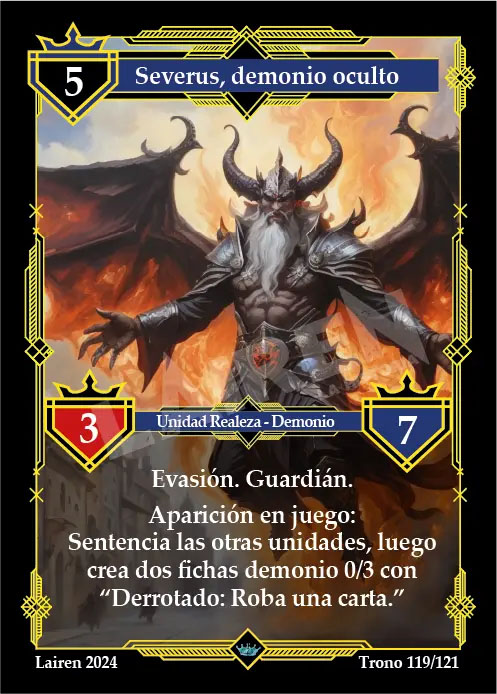 5
Severus, demonio oculto
3
Unidad Realeza - Demonio
7
Evasión. Guardián.
Aparición en juego:
Sentencia las otras unidades, luego
crea dos fichas demonio 0/3 con
“Derrotado: Roba una carta.”
Lairen 2024
Trono 119/121